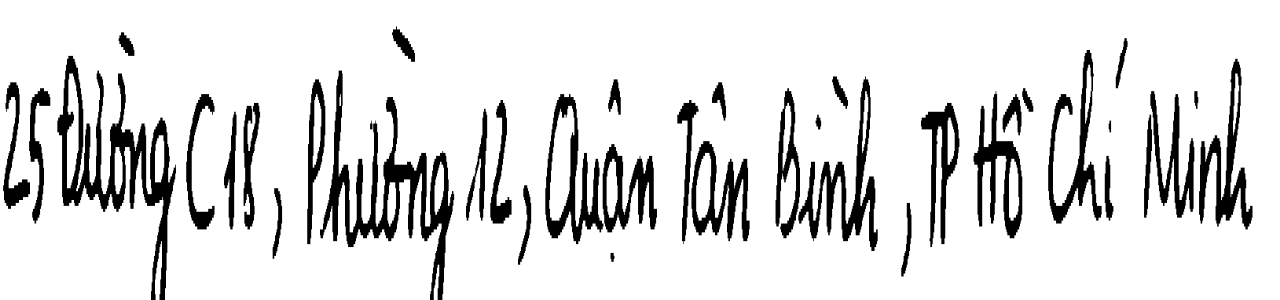 25 Đường C18, Phường 12, Quận Tân Bình, TP Hồ Chí Minh